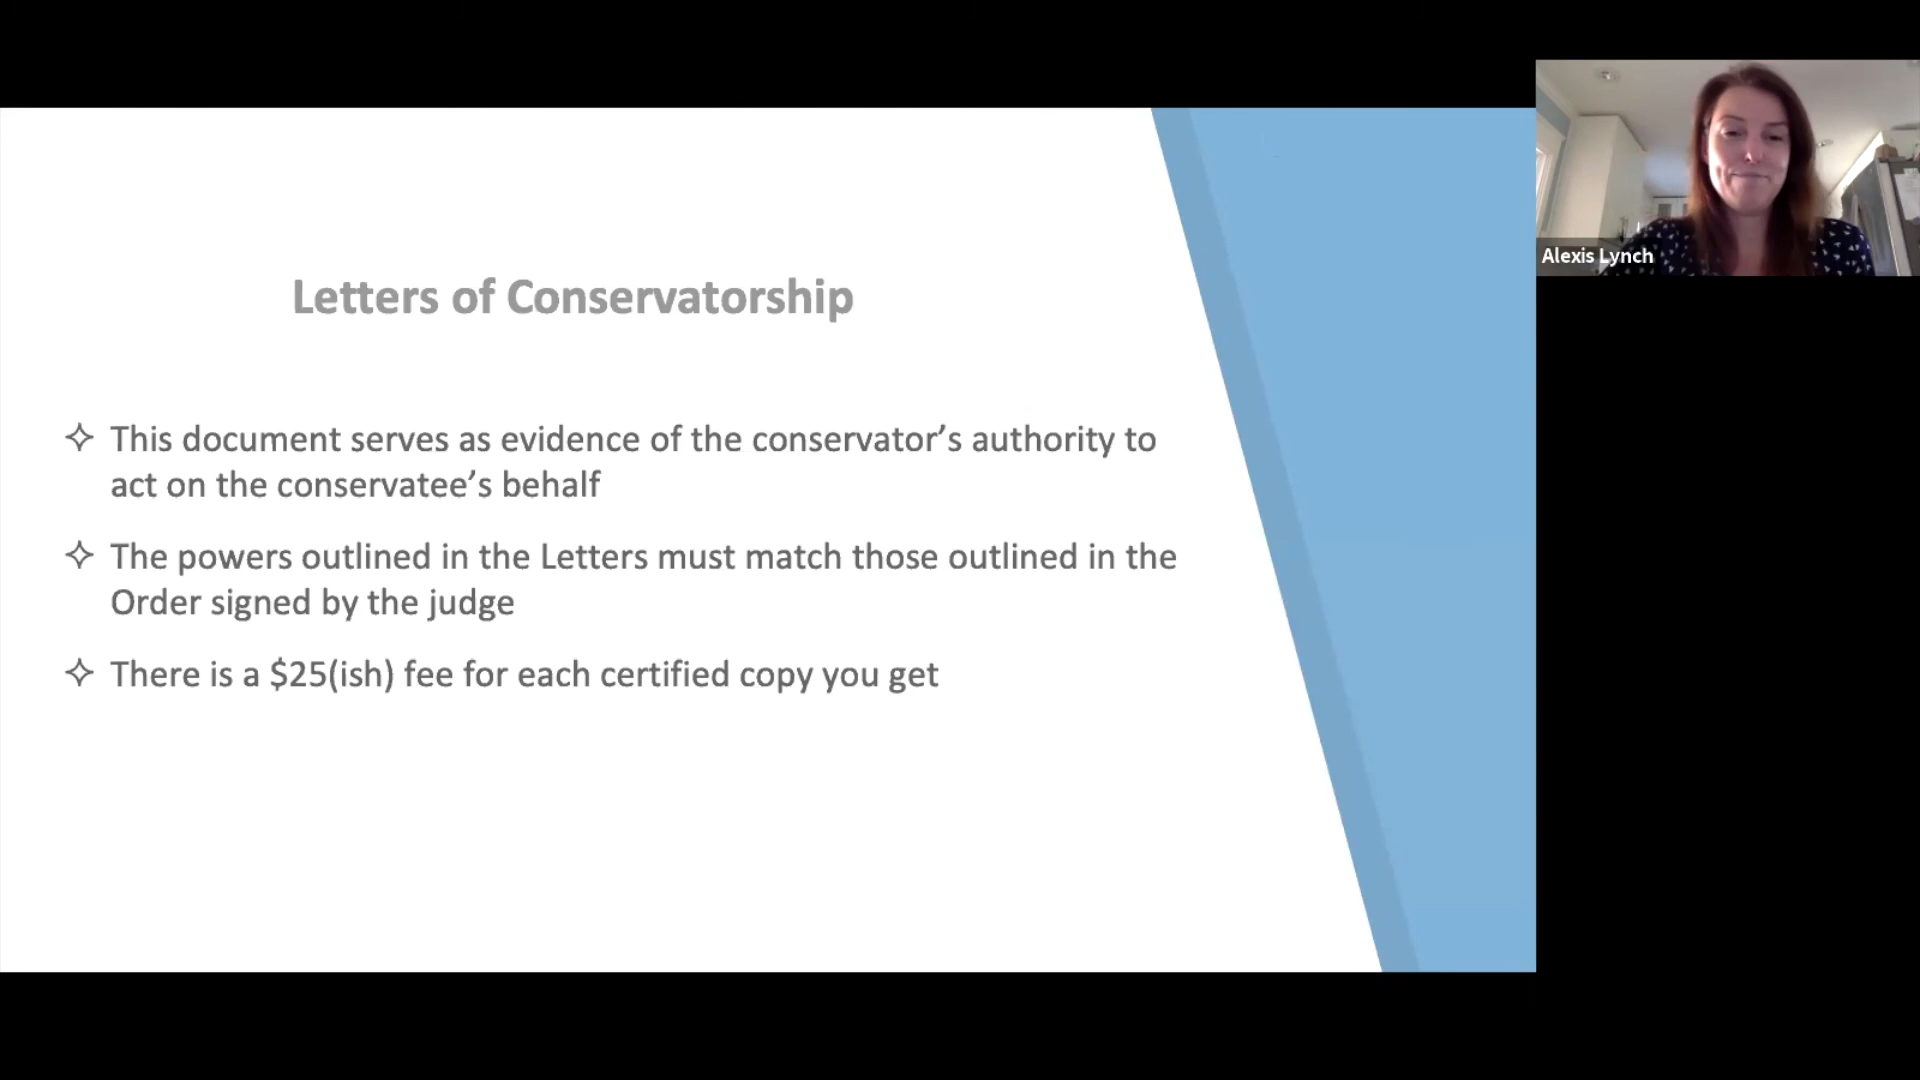 Letters of Conservatorship
✧ This document serves as evidence of the conservator’s authority to
act on the conservatee’s behalf
✧ The powers outlined in the Letters must match those outlined in the
Order signed by the judge
✧ There is a $25(ish) fee for each certified copy you get
Alexis Lynch